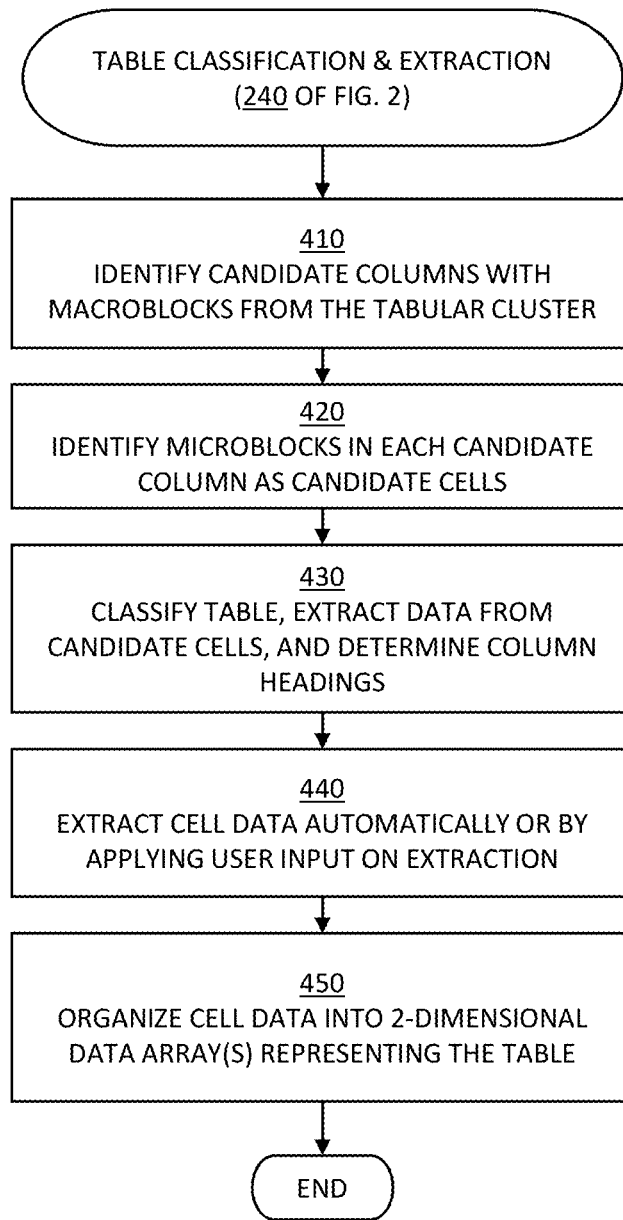 TABLE CLASSIFICATION & EXTRACTION
(240 OF FIG. 2)
410
IDENTIFY CANDIDATE COLUMNS WITH
MACROBLOCKS FROM THE TABULAR CLUSTER
420
IDENTIFY MICROBLOCKS IN EACH CANDIDATE
COLUMN AS CANDIDATE CELLS
430
CLASSIFY TABLE, EXTRACT DATA FROM
CANDIDATE CELLS, AND DETERMINE COLUMN
HEADINGS
440
EXTRACT CELL DATA AUTOMATICALLY OR BY
APPLYING USER INPUT ON EXTRACTION
450
ORGANIZE CELL DATA INTO 2-DIMENSIONAL
DATA ARRAY(S) REPRESENTING THE TABLE
END